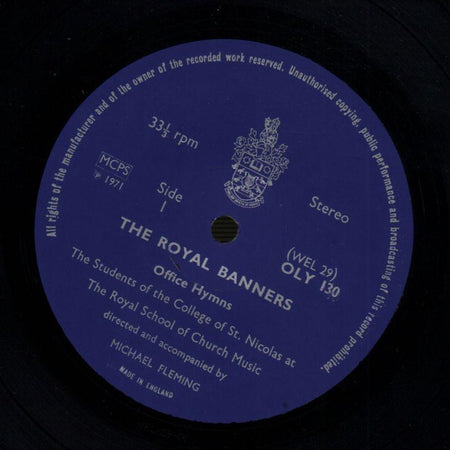 All rights of the manufacturer and of the owner of the recorded work reserved. Unauthorised copying, public performance and broadcasting of this record prohibited.
33⅓ rpm
MCPS
℗ 1971
Side
1
Stereo
(WEL 29)
OLY 130
THE ROYAL BANNERS
Office Hymns
The Students of the College of St. Nicolas at
The Royal School of Church Music
directed and accompanied by
MICHAEL FLEMING
MADE IN ENGLAND